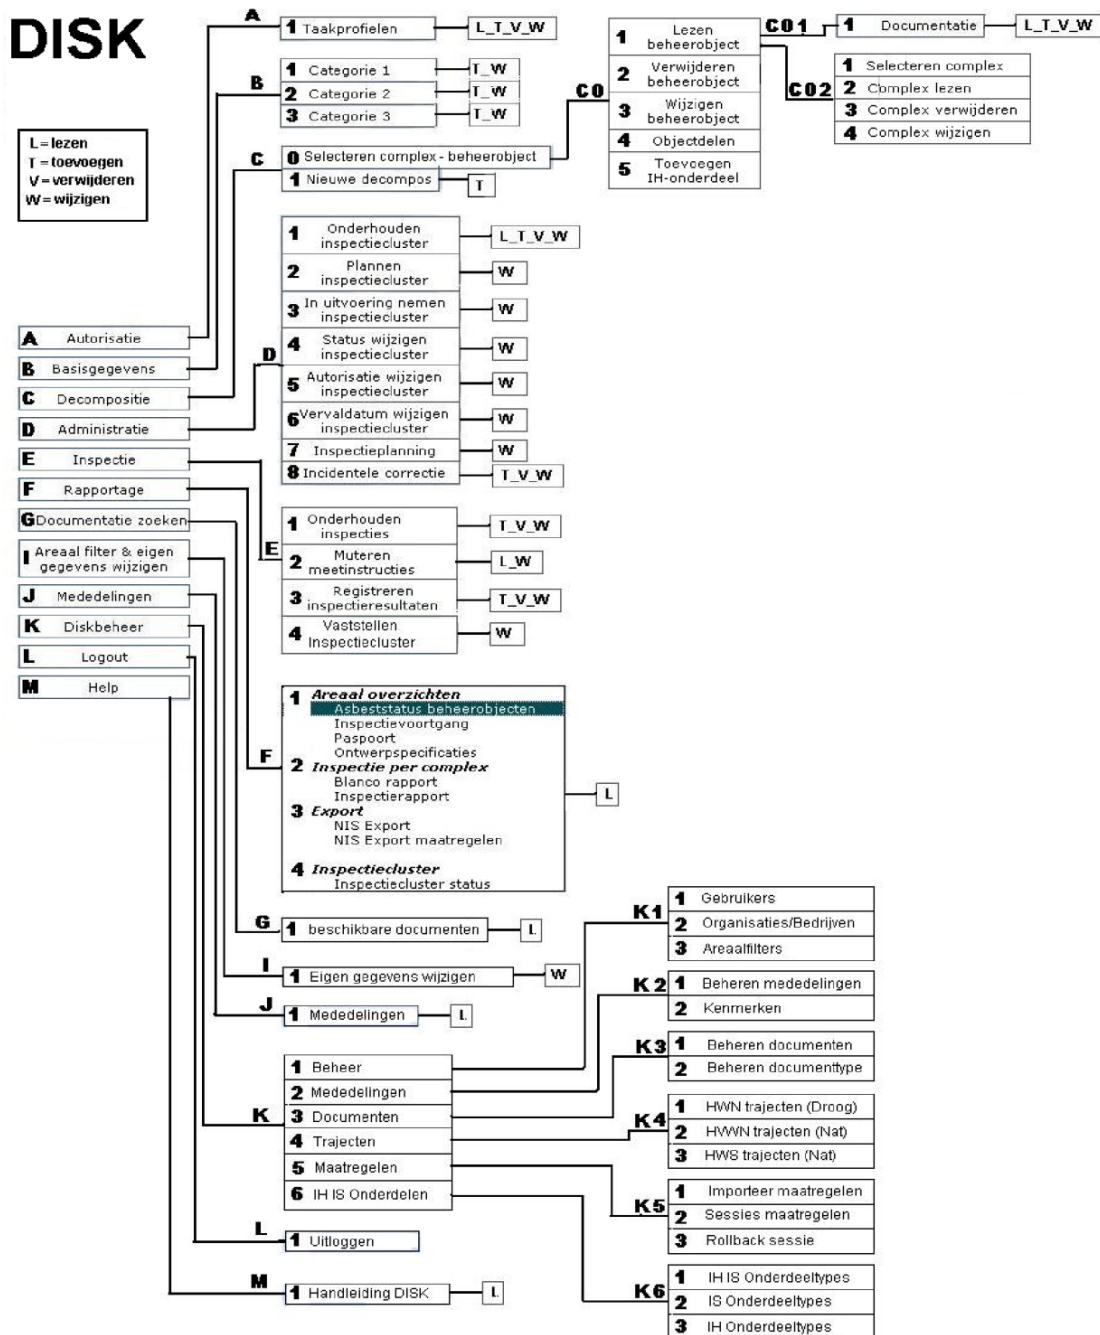 DISK
L = lezen
T = toevoegen
V = verwijderen
W = wijzigen
A Autorisatie
B Basisgegevens
C Decompositie
D Administratie
E Inspectie
F Rapportage
G Documentatie zoeken
I Areaal filter & eigen
gegevens wijzigen
J Mededelingen
K Diskbeheer
L Logout
M Help
A
1 Taakprofielen L_T_V_W
B
1 Categorie 1 T_W
2 Categorie 2 T_W
3 Categorie 3 T_W
C
0 Selecteren complex - beheerobject
1 Nieuwe decompos T
C0
1 Lezen
beheerobject
2 Verwijderen
beheerobject
3 Wijzigen
beheerobject
4 Objectdelen
5 Toevoegen
IH-onderdeel
C01
1 Documentatie L_T_V_W
C02
1 Selecteren complex
2 Complex lezen
3 Complex verwijderen
4 Complex wijzigen
D
1 Onderhouden
inspectiecluster L_T_V_W
2 Plannen
inspectiecluster W
3 In uitvoering nemen
inspectiecluster W
4 Status wijzigen
inspectiecluster W
5 Autorisatie wijzigen
inspectiecluster W
6 Vervaldatum wijzigen
inspectiecluster W
7 Inspectieplanning W
8 Incidentele correctie T_V_W
E
1 Onderhouden
inspecties T_V_W
2 Muteren
meetinstructies L_W
3 Registreren
inspectieresultaten T_V_W
4 Vaststellen
Inspectiecluster W
F
1 Areaal overzichten
Asbeststatus beheerobjecten
Inspectievoortgang
Paspoort
Ontwerpspecificaties
2 Inspectie per complex
Blanco rapport
Inspectierapport
L
3 Export
NIS Export
NIS Export maatregelen
4 Inspectiecluster
Inspectiecluster status
G
1 beschikbare documenten L
I
1 Eigen gegevens wijzigen W
J
1 Mededelingen L
K
1 Beheer
2 Mededelingen
3 Documenten
4 Trajecten
5 Maatregelen
6 IH IS Onderdelen
K1
1 Gebruikers
2 Organisaties/Bedrijven
3 Areaalfilters
K2
1 Beheren mededelingen
2 Kenmerken
K3
1 Beheren documenten
2 Beheren documenttype
K4
1 HWN trajecten (Droog)
2 HVWN trajecten (Nat)
3 HWS trajecten (Nat)
K5
1 Importeer maatregelen
2 Sessies maatregelen
3 Rollback sessie
K6
1 IH IS Onderdeeltypes
2 IS Onderdeeltypes
3 IH Onderdeeltypes
L
1 Uitloggen
M
1 Handleiding DISK L